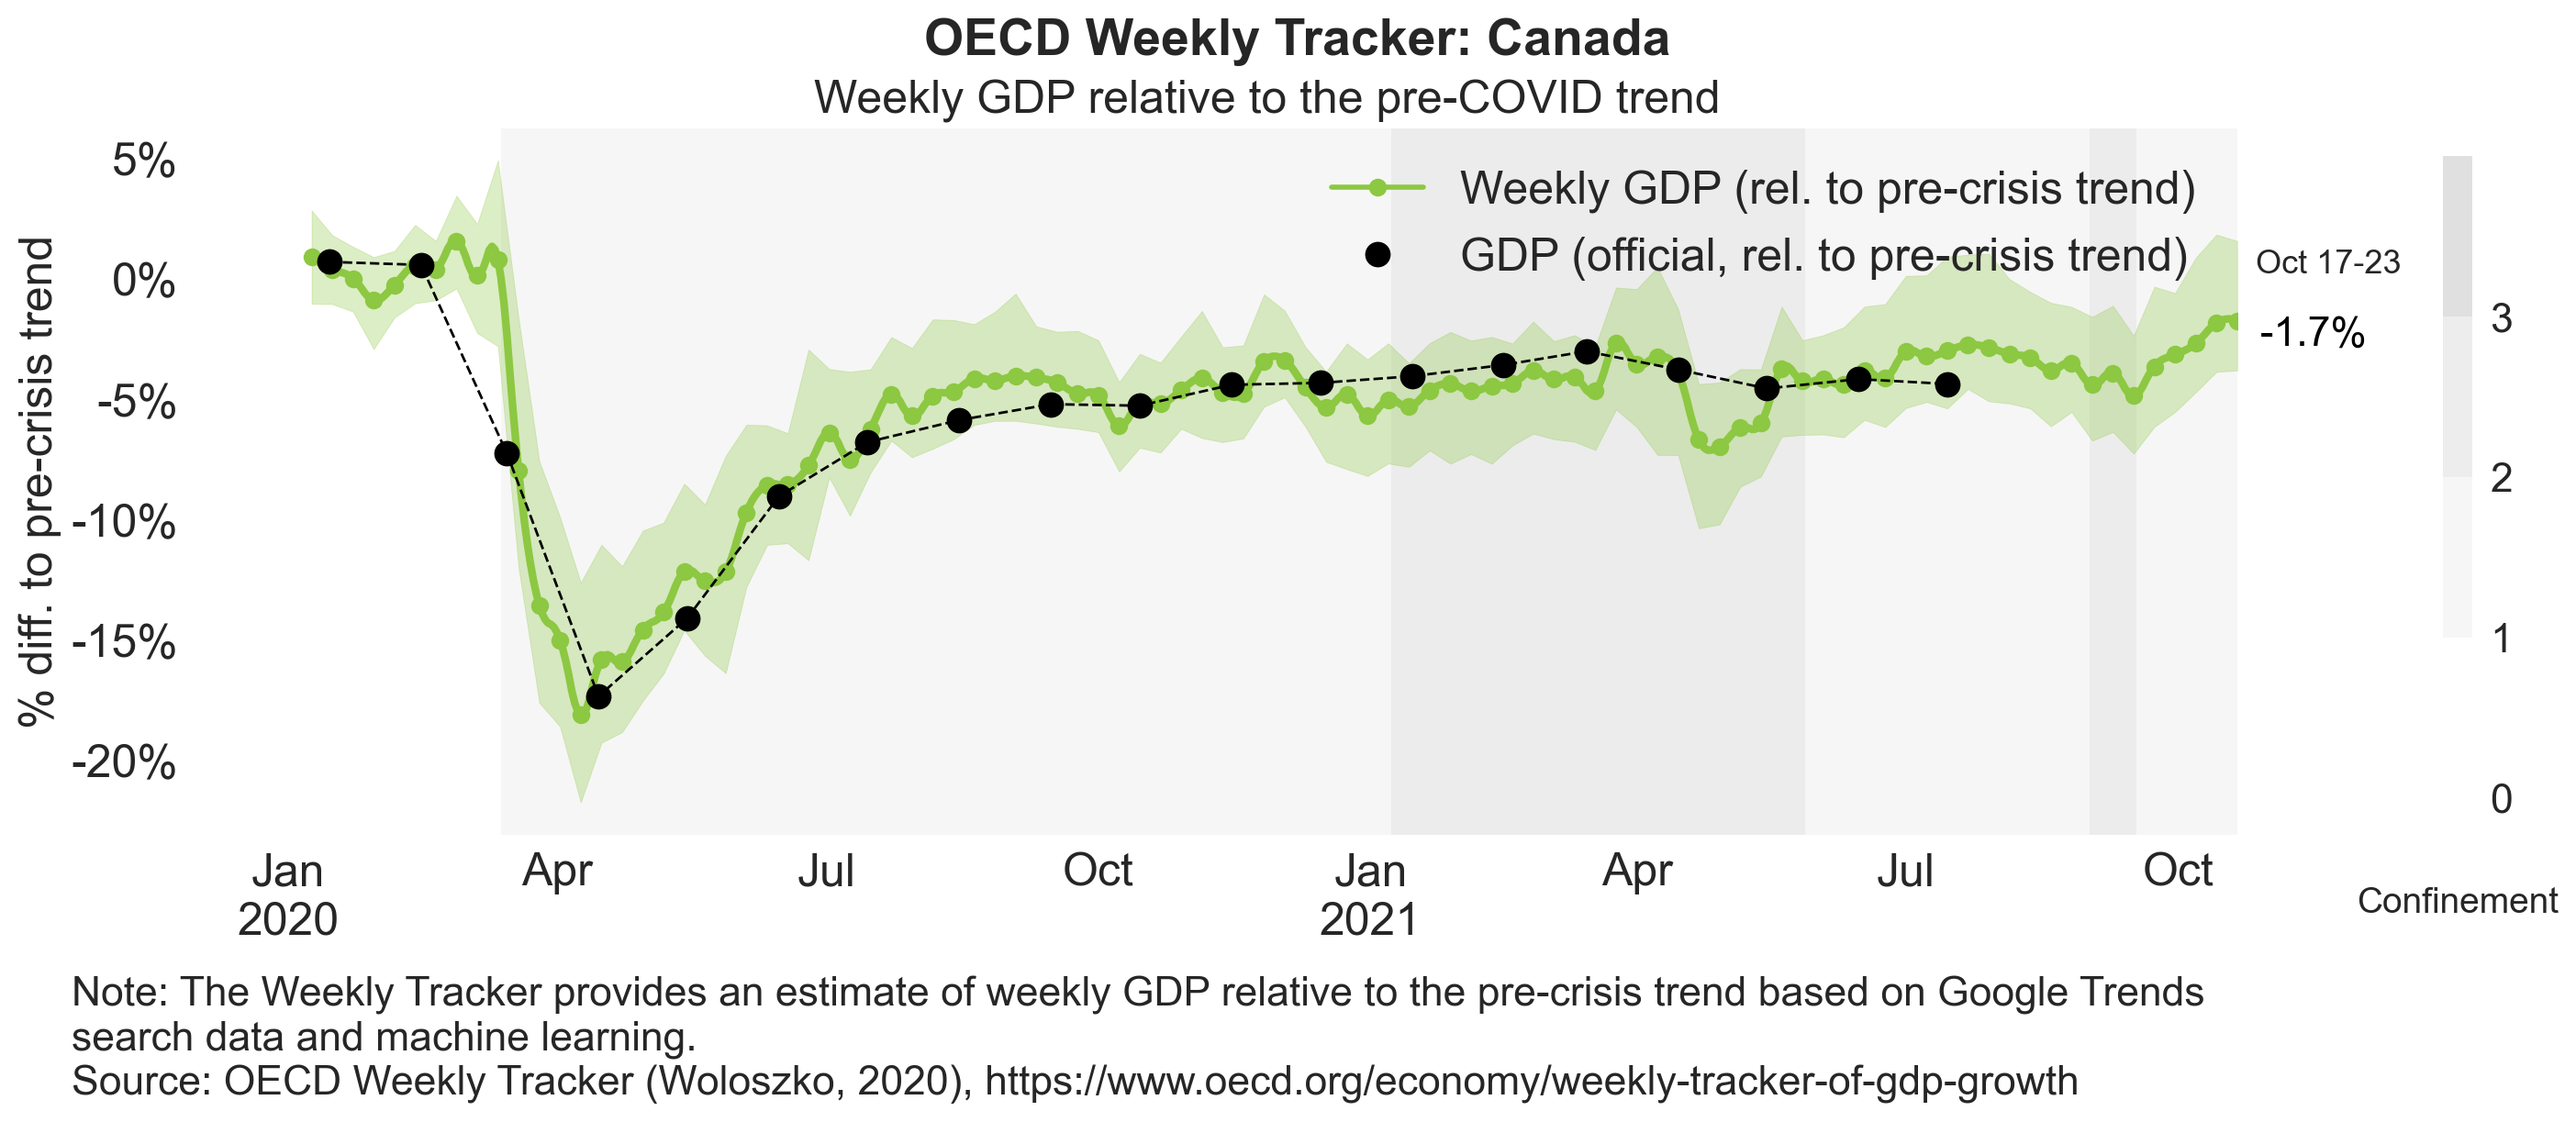 OECD Weekly Tracker: Canada
Weekly GDP relative to the pre-COVID trend
% diff. to pre-crisis trend
5%
0%
-5%
-10%
-15%
-20%
Weekly GDP (rel. to pre-crisis trend)
GDP (official, rel. to pre-crisis trend)
Oct 17-23
-1.7%
3
2
1
0
Confinement
Jan Apr Jul Oct Jan Apr Jul Oct
2020 2021
Note: The Weekly Tracker provides an estimate of weekly GDP relative to the pre-crisis trend based on Google Trends
search data and machine learning.
Source: OECD Weekly Tracker (Woloszko, 2020), https://www.oecd.org/economy/weekly-tracker-of-gdp-growth